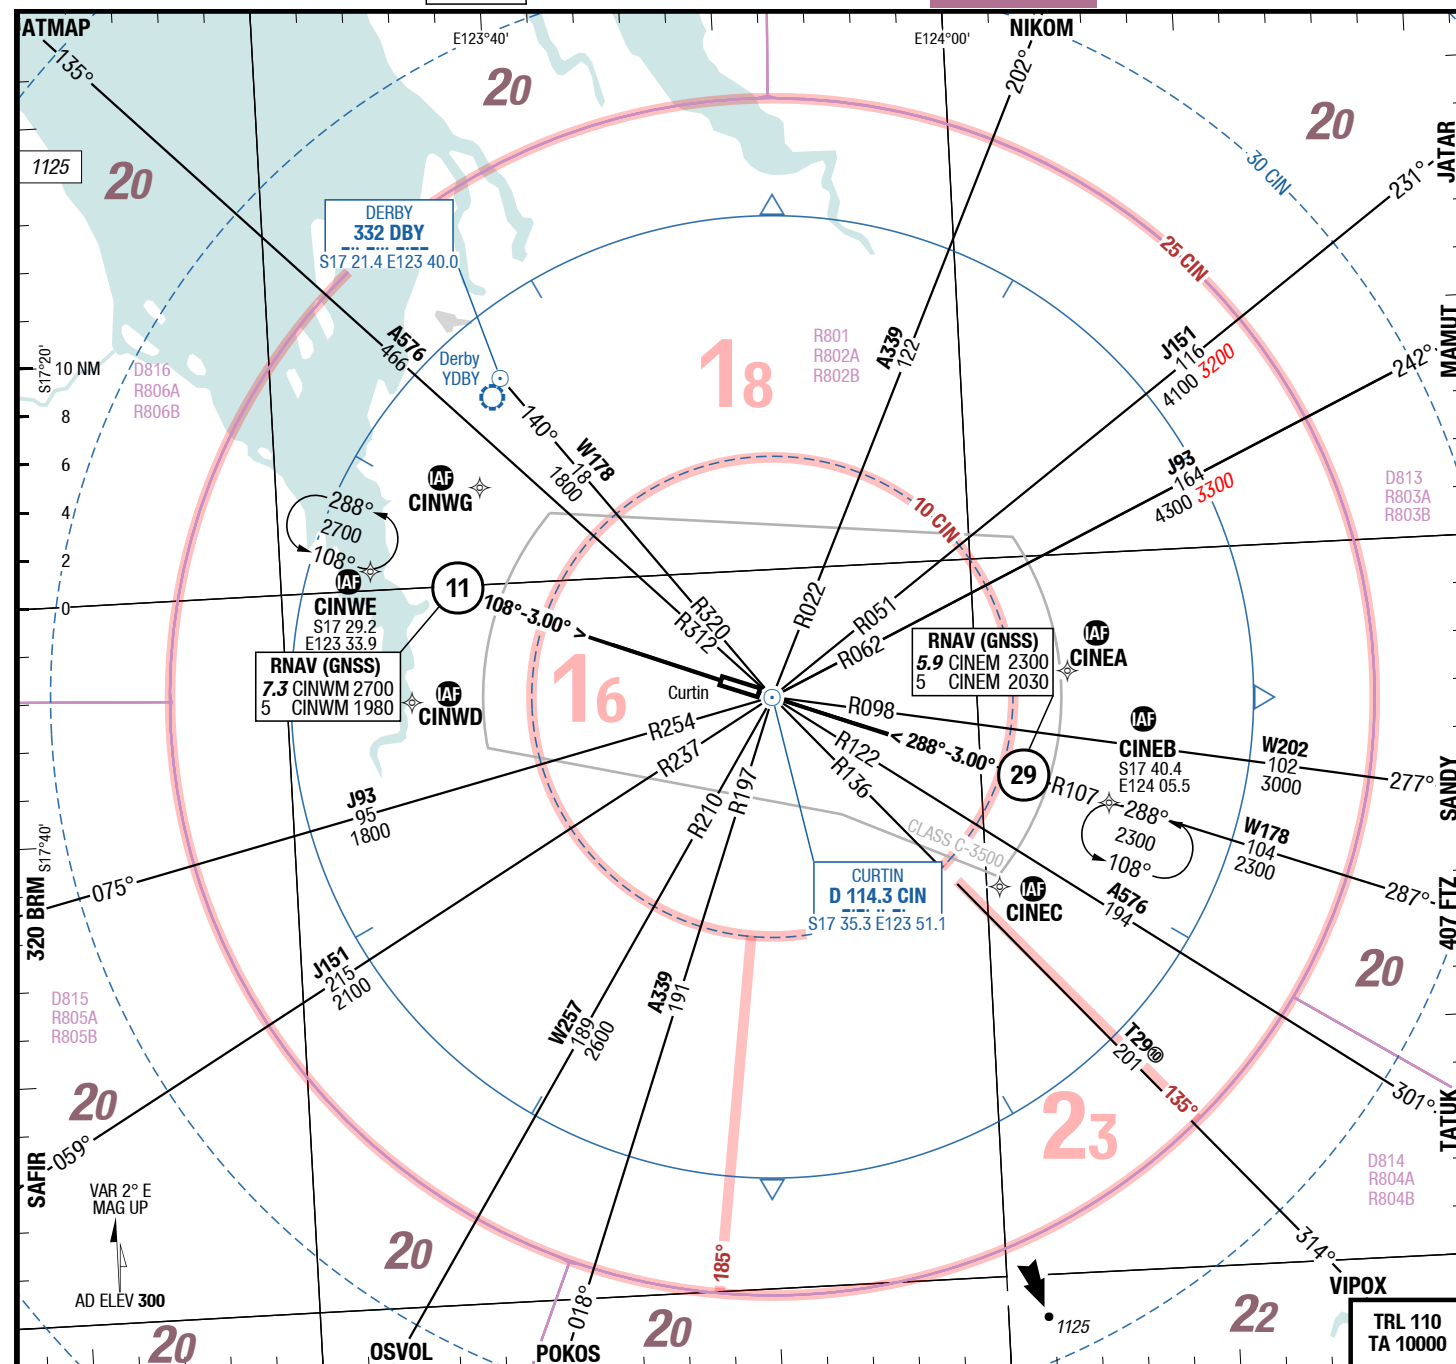 ATMAP
135°
E123°40'
E124°00'
NIKOM
202°
20
20
20
1125
30 CIN
JATAR
231°
DERBY
332 DBY
S17 21.4 E123 40.0
25 CIN
MAMUT
242°
S17°20'
10 NM
8
6
4
2
0
D816
R806A
R806B
A576
466
Derby
YDBY
140°
W178
18
1800
18
R801
R802A
R802B
A339
122
J151
116
4100 3200
J93
164
4300 3300
D813
R803A
R803B
IAF
CINWG
288°
2700
108°
IAF
CINWE
S17 29.2
E123 33.9
11
108°-3.00° >
10 CIN
R320
R312
R022
R051
R062
RNAV (GNSS)
7.3 CINWM 2700
5 CINWM 1980
IAF
CINWD
16
Curtin
RNAV (GNSS)
5.9 CINEM 2300
5 CINEM 2030
IAF
CINEA
R254
R237
R210
R197
R098
R122
R136
< 288°-3.00°
29
R107
IAF
CINEB
S17 40.4
E124 05.5
288°
2300
108°
W202
102
3000
277°
SANDY
W178
104
2300
287°
407 FTZ
CLASS C-3500
CURTIN
D 114.3 CIN
S17 35.3 E123 51.1
IAF
CINEC
A576
194
301°
TATUK
J93
95
1800
075°
S17°40'
320 BRM
J151
215
2100
059°
SAFIR
D815
R805A
R805B
20
20
W257
189
2600
A339
191
T29⑩
201
135°
23
D814
R804A
R804B
VAR 2° E
MAG UP
AD ELEV 300
20
185°
314°
VIPOX
20
OSVOL
018°
POKOS
20
1125
22
TRL 110
TA 10000